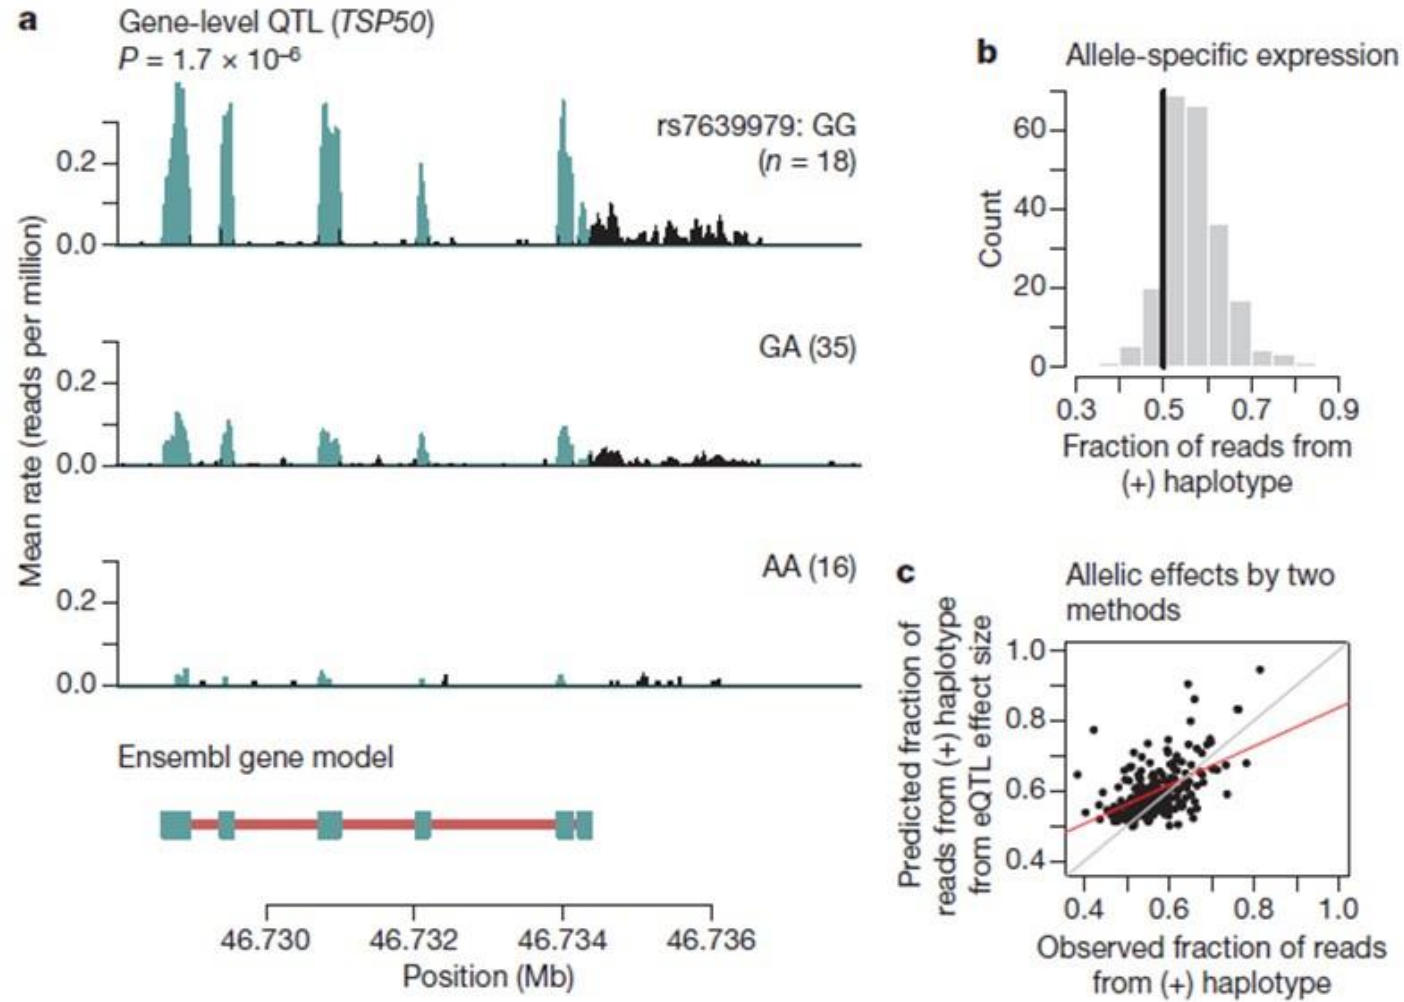 a
Gene-level QTL (TSP50)
P = 1.7 × 10–6
Mean rate (reads per million)
0.2
0.0
rs7639979: GG
(n = 18)
0.2
0.0
GA (35)
0.2
0.0
AA (16)
Ensembl gene model
46.730 46.732 46.734 46.736
Position (Mb)
b
Allele-specific expression
Count
60
40
20
0
0.3 0.5 0.7 0.9
Fraction of reads from
(+) haplotype
c
Allelic effects by two
methods
Predicted fraction of
reads from (+) haplotype
from eQTL effect size
1.0
0.8
0.6
0.4
0.4 0.6 0.8 1.0
Observed fraction of reads
from (+) haplotype